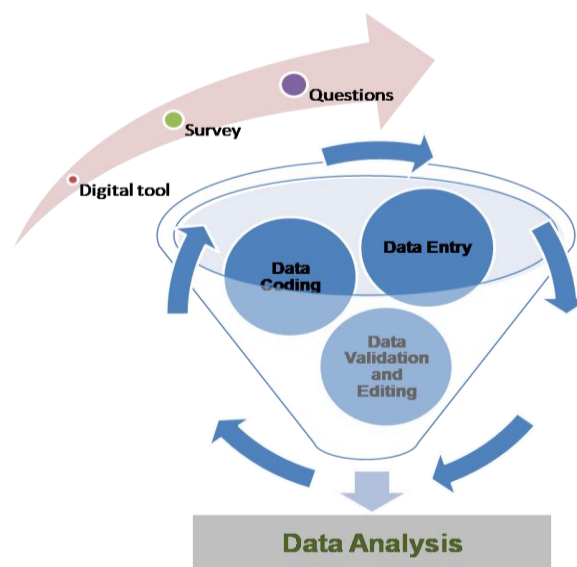 Questions
Survey
Digital tool
Data Entry
Data
Coding
Data
Validation
and
Editing
Data Analysis